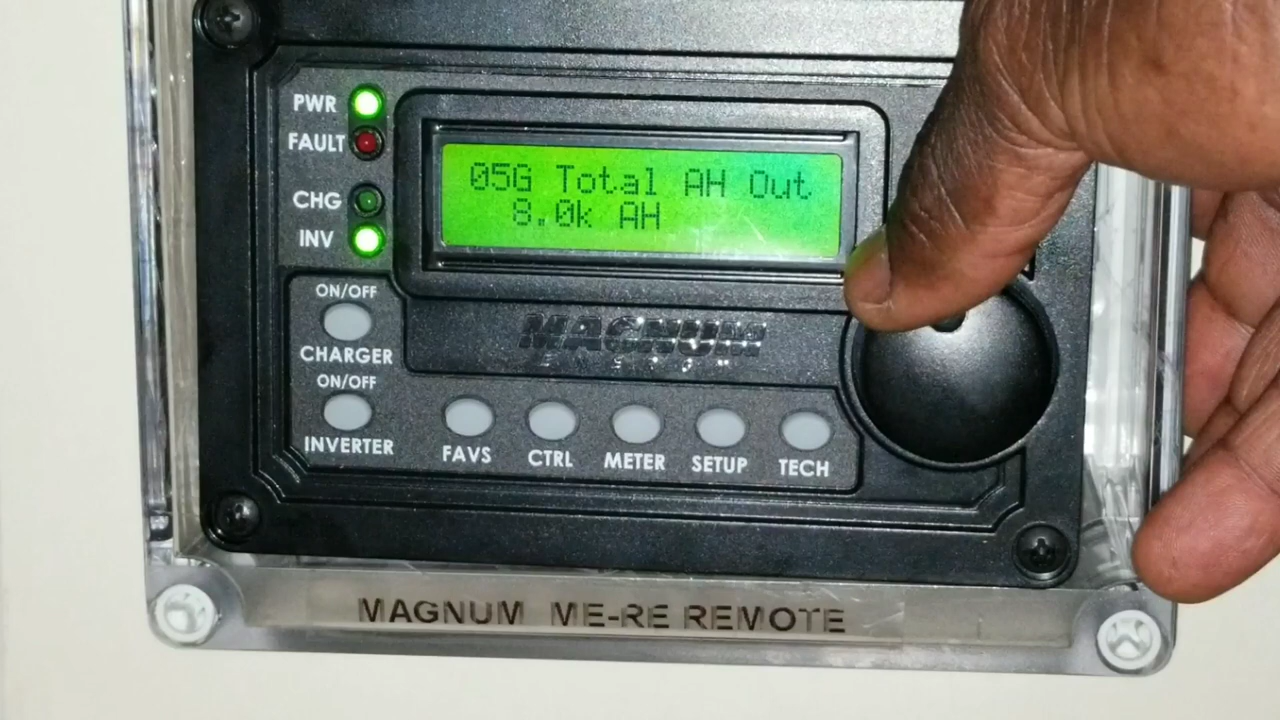 PWR
FAULT
CHG
INV
05G Total AH Out
8.0k AH
ON/OFF
CHARGER
ON/OFF
INVERTER
MAGNUM
FAVS
CTRL
METER
SETUP
TECH
MAGNUM ME-RE REMOTE